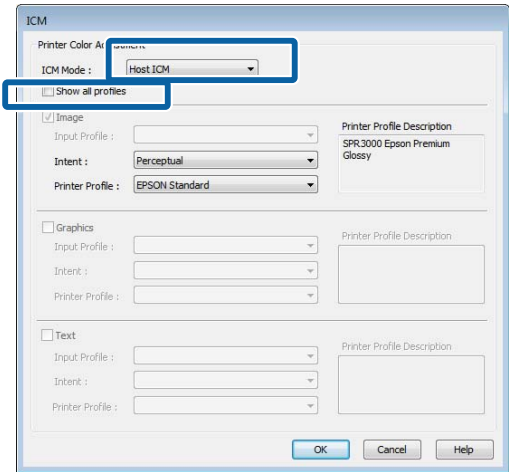 ICM
Printer Color Ad
ICM Mode :
Host ICM
Show all profiles
Image
Input Profile :
Intent :
Perceptual
Printer Profile :
EPSON Standard
Printer Profile Description
SPR3000 Epson Premium
Glossy
Graphics
Input Profile :
Intent :
Printer Profile :
Printer Profile Description
Text
Input Profile :
Intent :
Printer Profile :
Printer Profile Description
OK
Cancel
Help